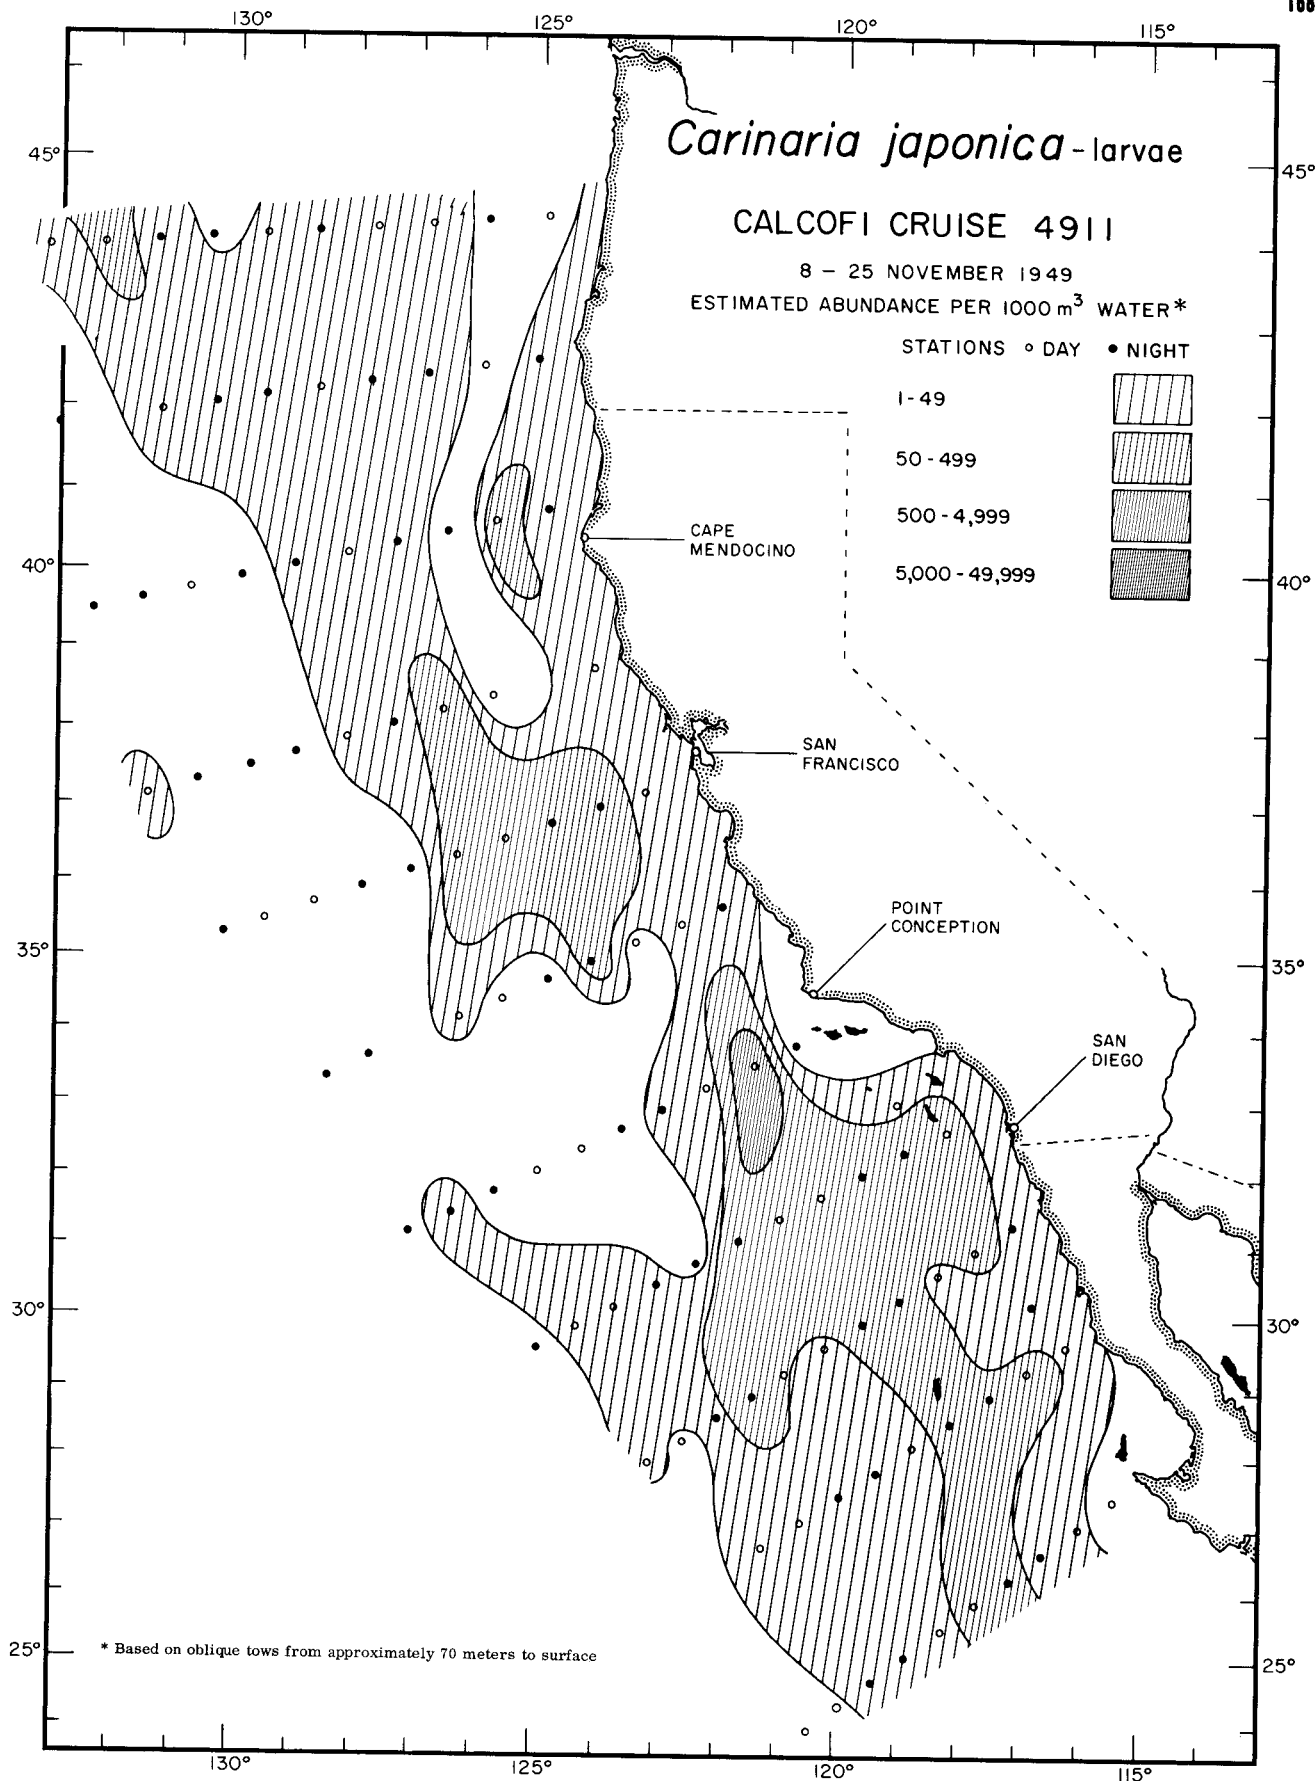 130°
125°
120°
115°
45°
Carinaria japonica - larvae
45°
CALCOFI CRUISE 4911
8 - 25 NOVEMBER 1949
ESTIMATED ABUNDANCE PER 1000 m³ WATER*
STATIONS ○ DAY ● NIGHT
1-49
50-499
500-4,999
5,000-49,999
CAPE
MENDOCINO
40°
40°
SAN
FRANCISCO
POINT
CONCEPTION
35°
35°
SAN
DIEGO
30°
30°
25°
* Based on oblique tows from approximately 70 meters to surface
25°
130°
125°
120°
115°